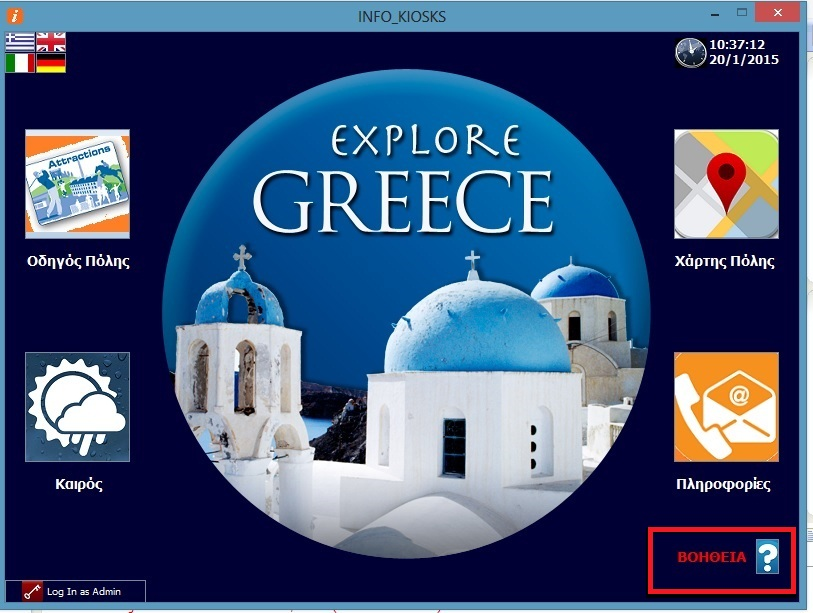 INFO_KIOSKS
10:37:12
20/1/2015
EXPLORE
GREECE
Attractions
Οδηγός Πόλης
Χάρτης Πόλης
@
Καιρός
Πληροφορίες
ΒΟΗΘΕΙΑ ?
Log In as Admin